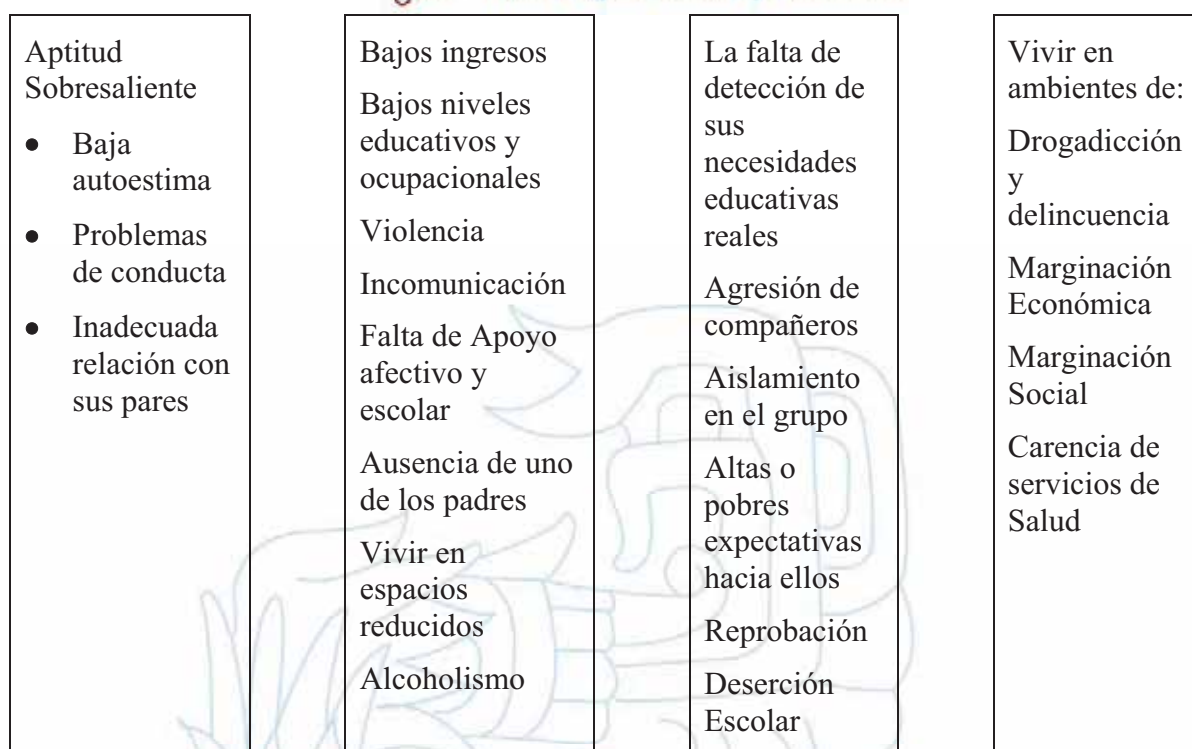 Aptitud
Sobresaliente
● Baja
autoestima
● Problemas
de conducta
● Inadecuada
relación con
sus pares
Bajos ingresos
Bajos niveles
educativos y
ocupacionales
Violencia
Incomunicación
Falta de Apoyo
afectivo y
escolar
Ausencia de uno
de los padres
Vivir en
espacios
reducidos
Alcoholismo
La falta de
detección de
sus
necesidades
educativas
reales
Agresión de
compañeros
Aislamiento
en el grupo
Altas o
pobres
expectativas
hacia ellos
Reprobación
Deserción
Escolar
Vivir en
ambientes de:
Drogadicción
y
delincuencia
Marginación
Económica
Marginación
Social
Carencia de
servicios de
Salud